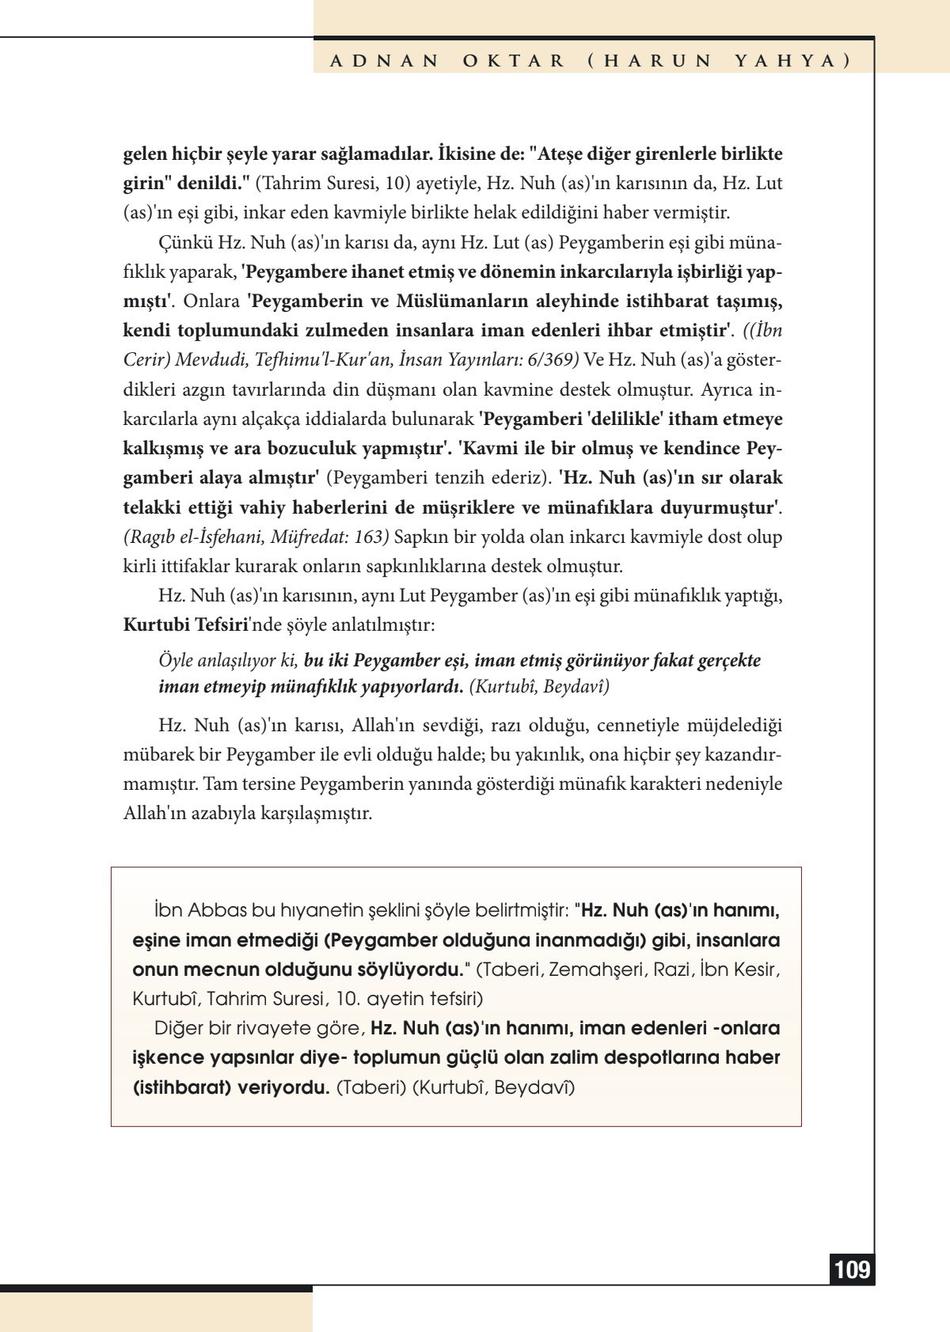 ADNAN OKTAR (HARUN YAHYA)
gelen hiçbir şeyle yarar sağlamadılar. İkisine de: "Ateşe diğer girenlerle birlikte
girin" denildi." (Tahrim Suresi, 10) ayetiyle, Hz. Nuh (as)'ın karısının da, Hz. Lut
(as)'ın eşi gibi, inkar eden kavmiyle birlikte helak edildiğini haber vermiştir.
Çünkü Hz. Nuh (as)'ın karısı da, aynı Hz. Lut (as) Peygamberin eşi gibi müna-
fıklık yaparak, 'Peygambere ihanet etmiş ve dönemin inkarcılarıyla işbirliği yap-
mıştı'. Onlara 'Peygamberin ve Müslümanların aleyhinde istihbarat taşımış,
kendi toplumundaki zulmeden insanlara iman edenleri ihbar etmiştir'. ((İbn
Cerir) Mevdudi, Tefhimu'l-Kur'an, İnsan Yayınları: 6/369) Ve Hz. Nuh (as)'a göster-
dikleri azgın tavırlarında din düşmanı olan kavmine destek olmuştur. Ayrıca in-
karcılarla aynı alçakça iddialarda bulunarak 'Peygamberi 'delilikle' itham etmeye
kalkışmış ve ara bozuculuk yapmıştır'. 'Kavmi ile bir olmuş ve kendince Pey-
gamberi alaya almıştır' (Peygamberi tenzih ederiz). 'Hz. Nuh (as)'ın sır olarak
telakki ettiği vahiy haberlerini de müşriklere ve münafıklara duyurmuştur'.
(Ragıb el-İsfehani, Müfredat: 163) Sapkın bir yolda olan inkarcı kavmiyle dost olup
kirli ittifaklar kurarak onların sapkınlıklarına destek olmuştur.
Hz. Nuh (as)'ın karısının, aynı Lut Peygamber (as)'ın eşi gibi münafıklık yaptığı,
Kurtubi Tefsiri'nde şöyle anlatılmıştır:
Öyle anlaşılıyor ki, bu iki Peygamber eşi, iman etmiş görünüyor fakat gerçekte
iman etmeyip münafıklık yapıyorlardı. (Kurtubî, Beydavî)
Hz. Nuh (as)'ın karısı, Allah'ın sevdiği, razı olduğu, cennetiyle müjdelediği
mübarek bir Peygamber ile evli olduğu halde; bu yakınlık, ona hiçbir şey kazandır-
mamıştır. Tam tersine Peygamberin yanında gösterdiği münafık karakteri nedeniyle
Allah'ın azabıyla karşılaşmıştır.
İbn Abbas bu hıyanetin şeklini şöyle belirtmiştir: "Hz. Nuh (as)'ın hanımı,
eşine iman etmediği (Peygamber olduğuna inanmadığı) gibi, insanlara
onun mecnun olduğunu söylüyordu." (Taberi, Zemahşeri, Razi, İbn Kesir,
Kurtubî, Tahrim Suresi, 10. ayetin tefsiri)
Diğer bir rivayete göre, Hz. Nuh (as)'ın hanımı, iman edenleri -onlara
işkence yapsınlar diye- toplumun güçlü olan zalim despotlarına haber
(istihbarat) veriyordu. (Taberi) (Kurtubî, Beydavî)
109